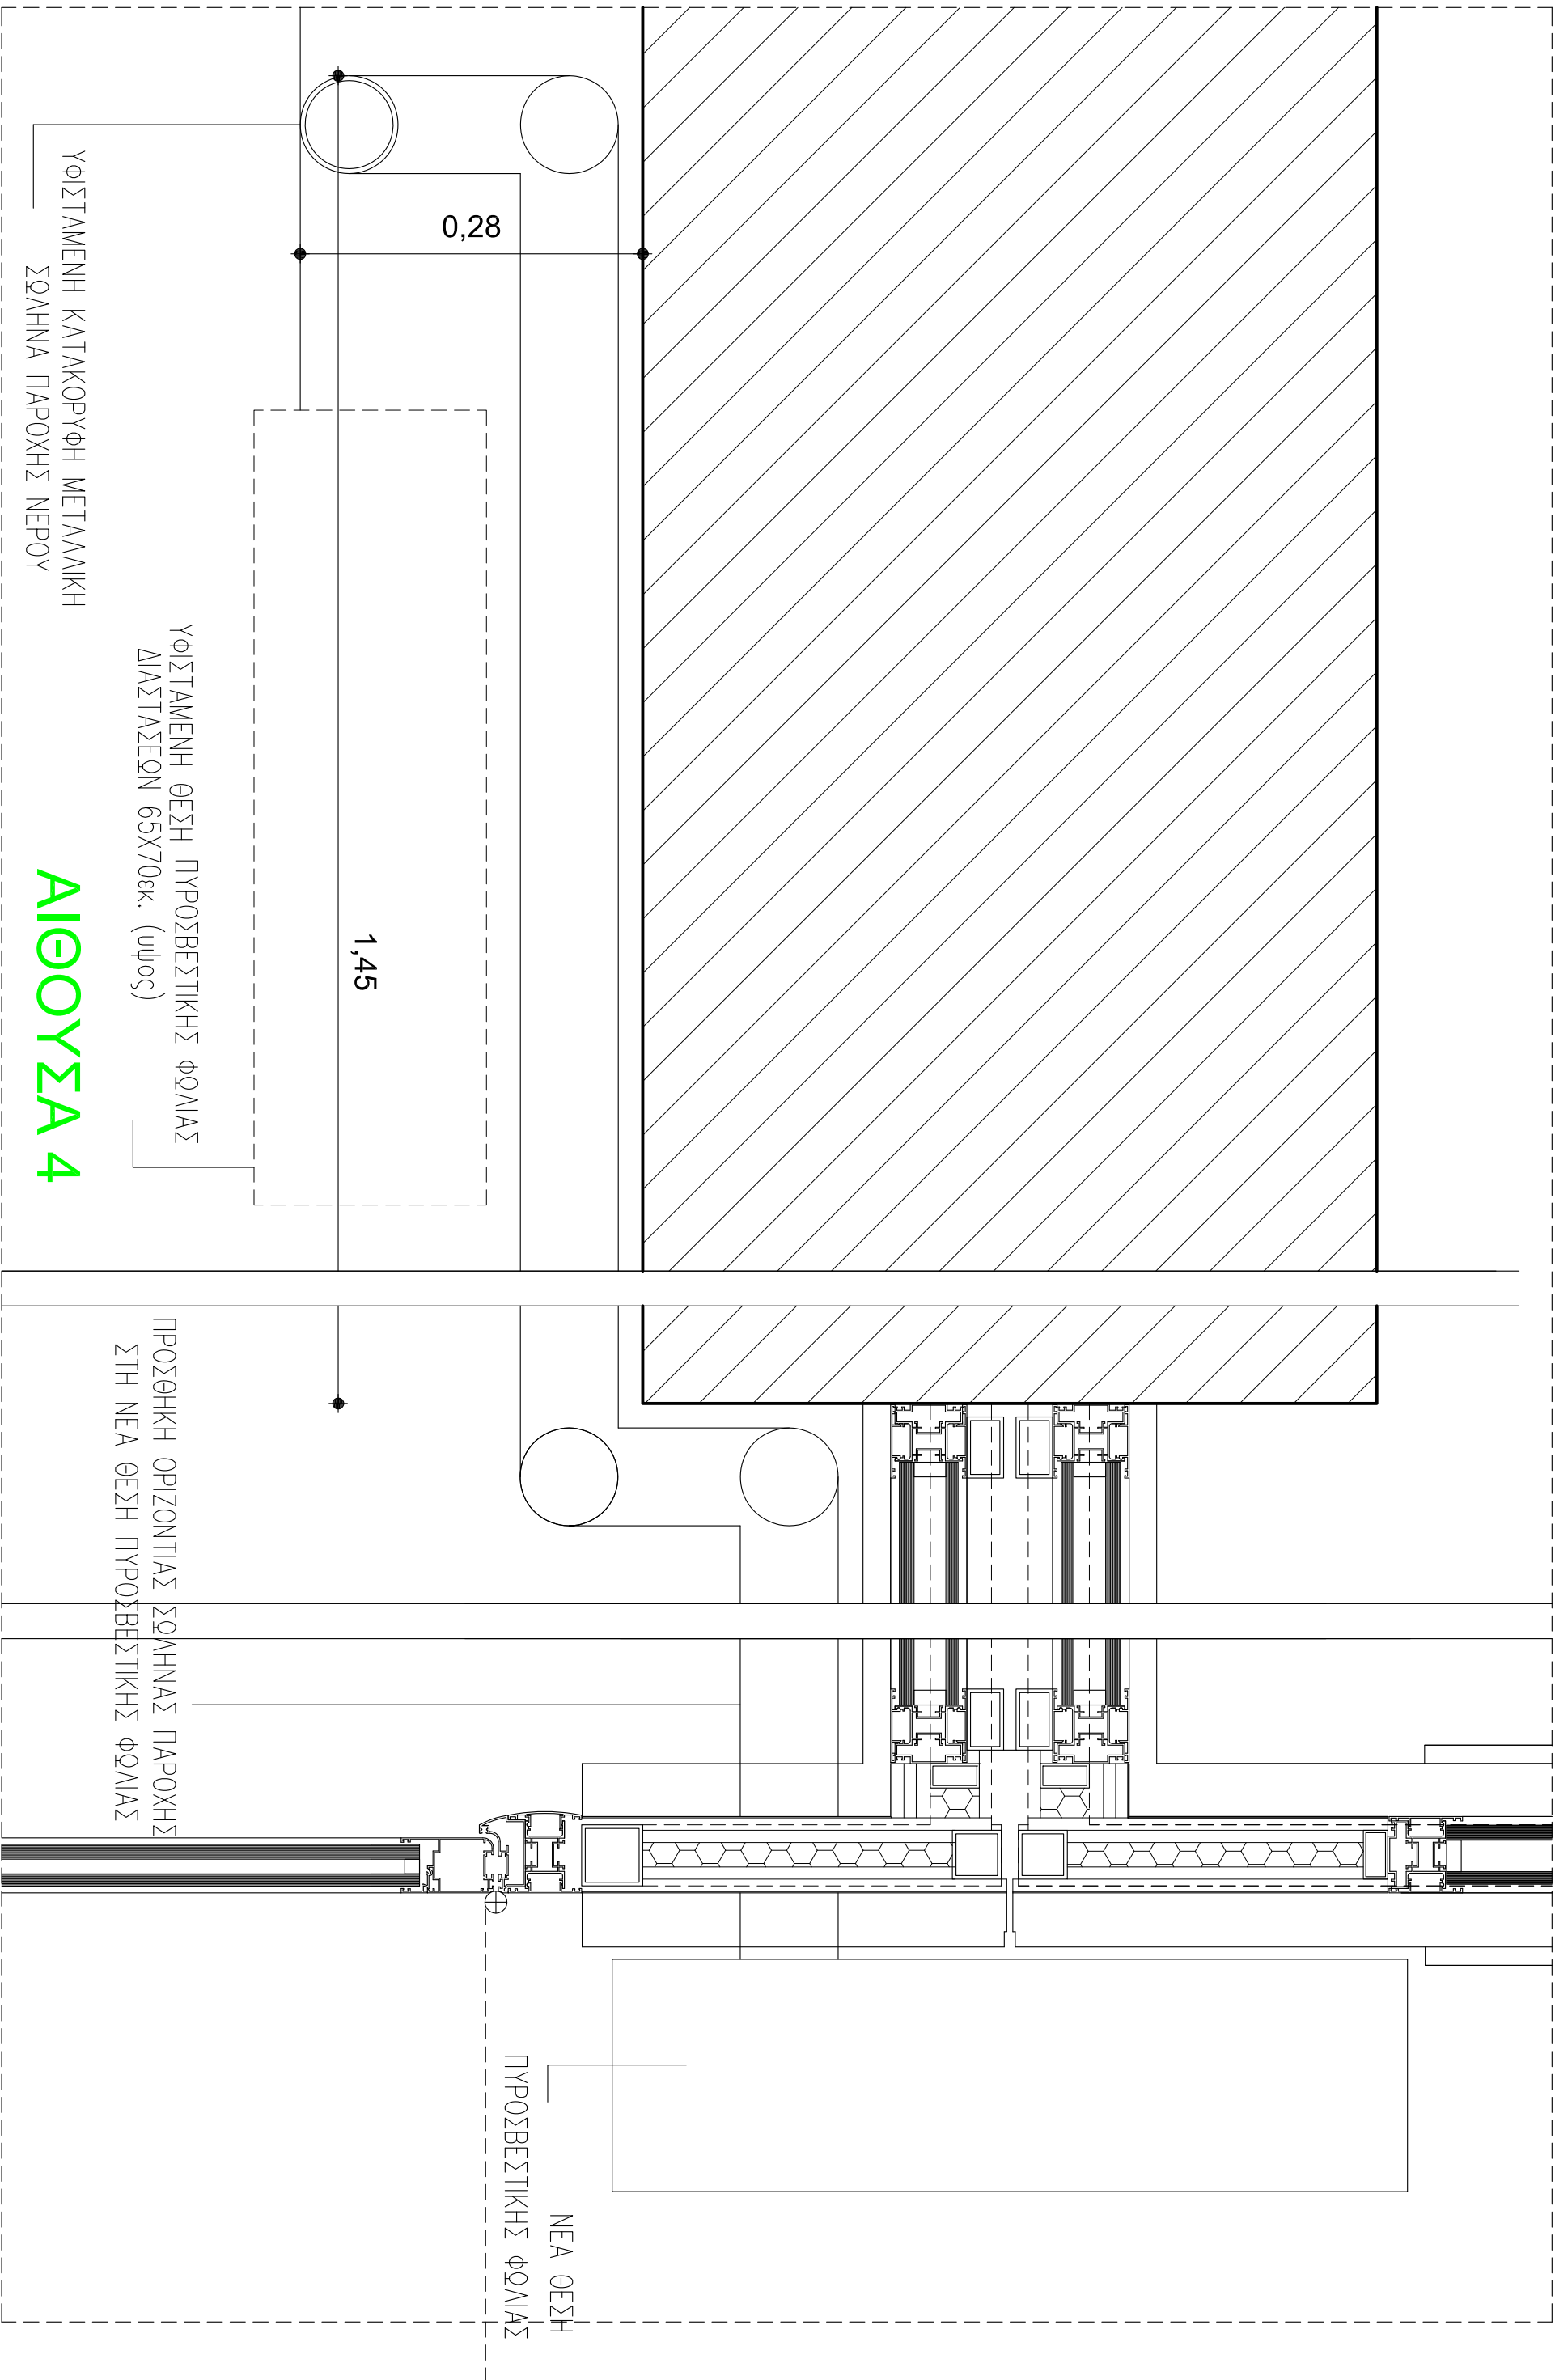 0,28
1,45
ΥΦΙΣΤΑΜΕΝΗ ΚΑΤΑΚΟΡΥΦΗ ΜΕΤΑΛΛΙΚΗ
ΣΩΛΗΝΑ ΠΑΡΟΧΗΣ ΝΕΡΟΥ
ΥΦΙΣΤΑΜΕΝΗ ΘΕΣΗ ΠΥΡΟΣΒΕΣΤΙΚΗΣ ΦΩΛΙΑΣ
ΔΙΑΣΤΑΣΕΩΝ 65Χ70εκ. (υψος)
ΑΙΘΟΥΣΑ 4
ΠΡΟΣΘΗΚΗ ΟΡΙΖΟΝΤΙΑΣ ΣΩΛΗΝΑΣ ΠΑΡΟΧΗΣ
ΣΤΗ ΝΕΑ ΘΕΣΗ ΠΥΡΟΣΒΕΣΤΙΚΗΣ ΦΩΛΙΑΣ
ΝΕΑ ΘΕΣΗ
ΠΥΡΟΣΒΕΣΤΙΚΗΣ ΦΩΛΙΑΣ